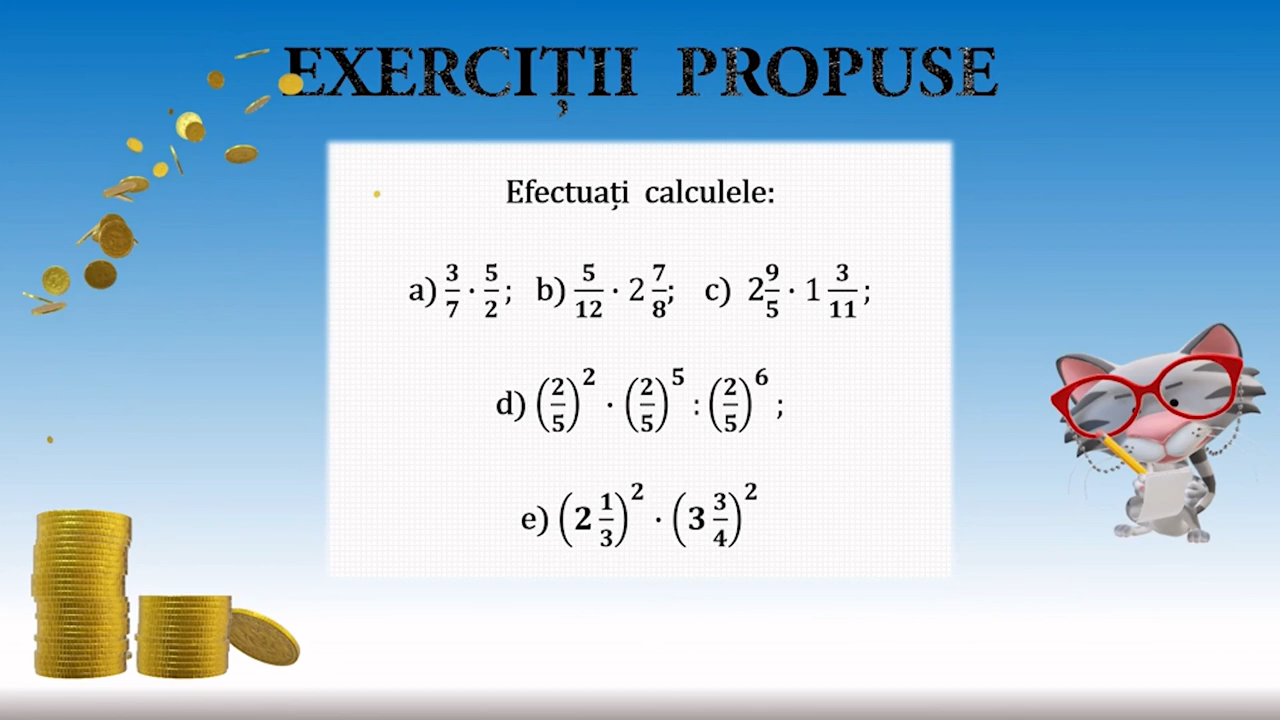 EXERCIȚII PROPUSE
Efectuați calculele:
a) 3/7 · 5/2; b) 5/12 · 2 7/8; c) 2 9/5 · 1 3/11;
d) (2/5)^2 · (2/5)^5 : (2/5)^6;
e) (2 1/3)^2 · (3 3/4)^2